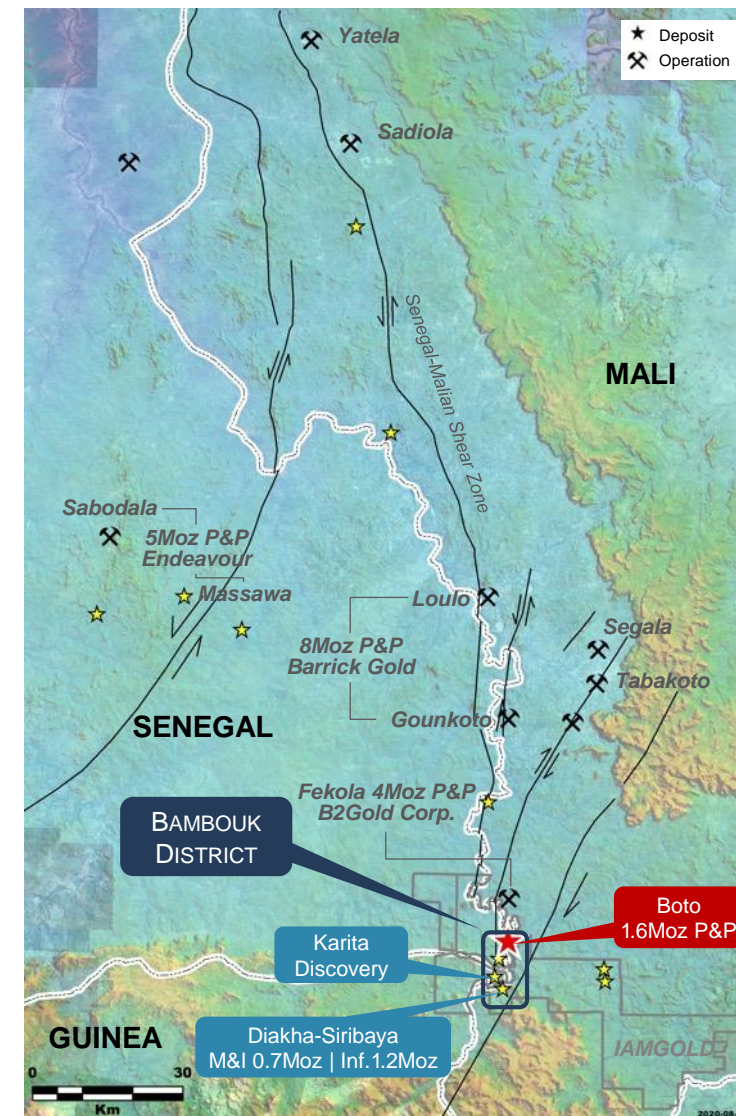 Deposit
Operation
Yatela
Sadiola
Senegal-Malian Shear Zone
MALI
Sabodala
5Moz P&P
Endeavour
Massawa
Loulo
8Moz P&P
Barrick Gold
Segala
Tabakoto
Gounkoto
SENEGAL
Fekola 4Moz P&P
B2Gold Corp.
BAMBOUK
DISTRICT
Boto
1.6Moz P&P
Karita
Discovery
GUINEA
Diakha-Siribaya
M&I 0.7Moz | Inf.1.2Moz
IAMGOLD
0 30
Km
2020-08